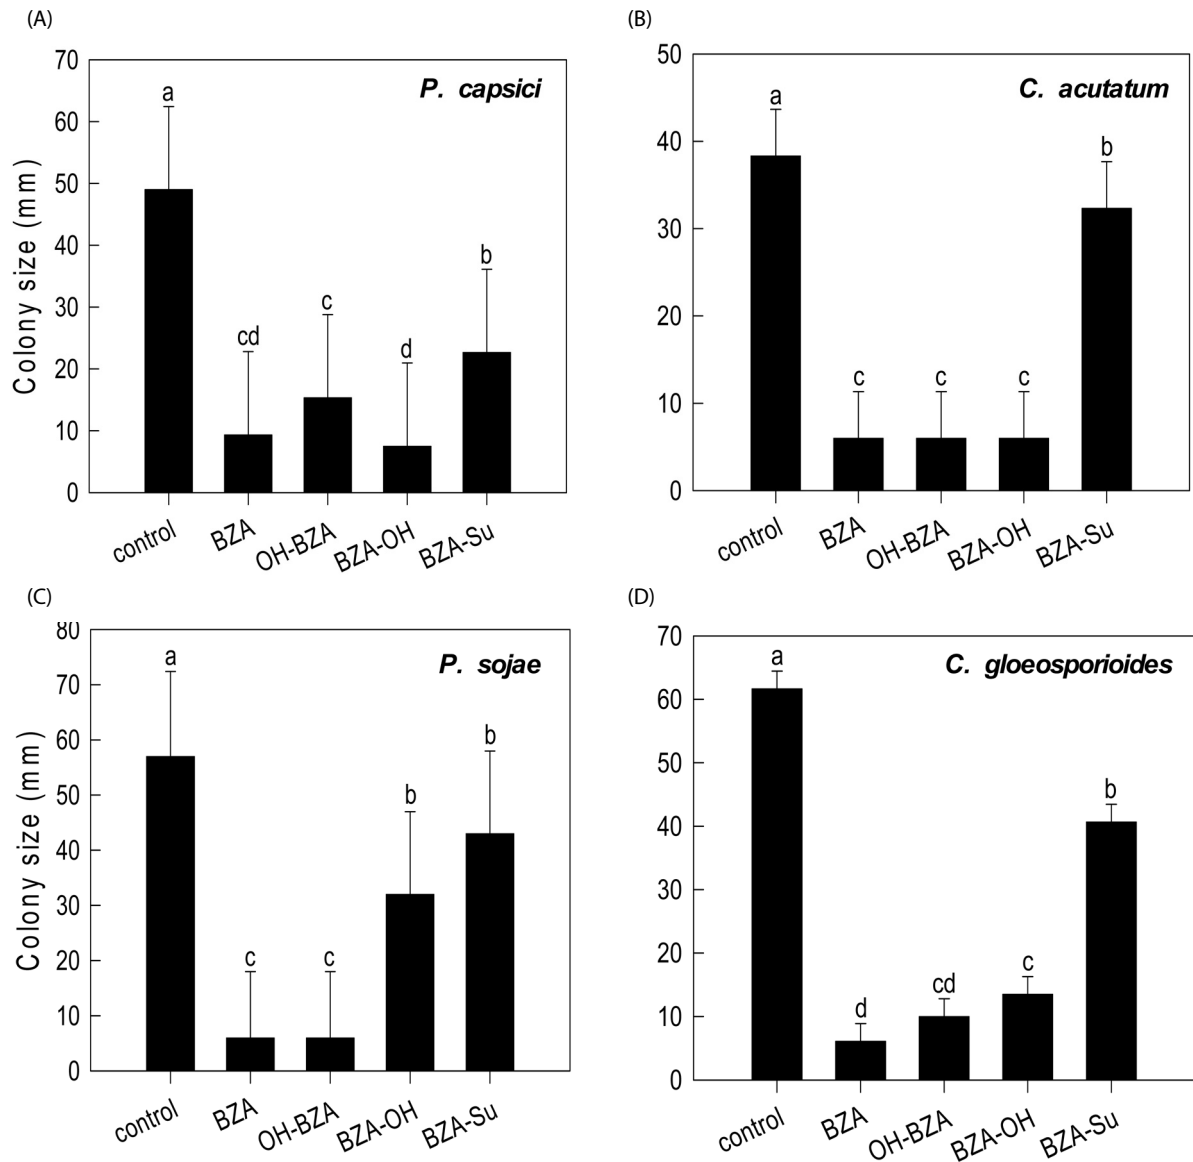 (A)
P. capsici
Colony size (mm)
70
60
50
40
30
20
10
0
a
cd
c
d
b
control
BZA
OH-BZA
BZA-OH
BZA-Su
(B)
C. acutatum
50
40
30
20
10
0
a
c
c
c
b
control
BZA
OH-BZA
BZA-OH
BZA-Su
(C)
P. sojae
Colony size (mm)
80
70
60
50
40
30
20
10
0
a
c
c
b
b
control
BZA
OH-BZA
BZA-OH
BZA-Su
(D)
C. gloeosporioides
70
60
50
40
30
20
10
0
a
d
cd
c
b
control
BZA
OH-BZA
BZA-OH
BZA-Su